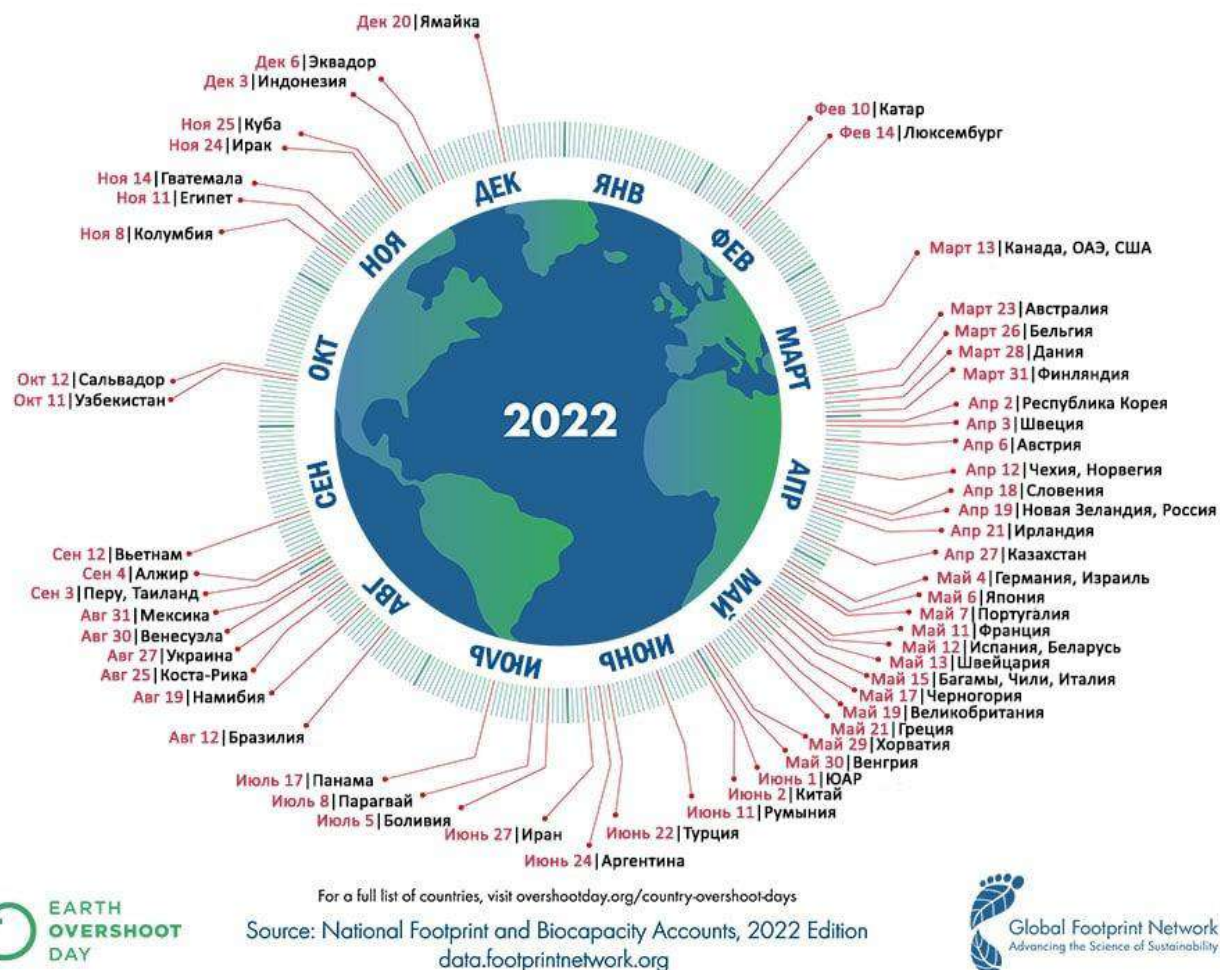 Дек 20|Ямайка
Дек 6|Эквадор
Дек 3|Индонезия
Ноя 25|Куба
Ноя 24|Ирак
Ноя 14|Гватемала
Ноя 11|Египет
Ноя 8|Колумбия
Окт 12|Сальвадор
Окт 11|Узбекистан
Сен 12|Вьетнам
Сен 4|Алжир
Сен 3|Перу, Таиланд
Авг 31|Мексика
Авг 30|Венесуэла
Авг 27|Украина
Авг 25|Коста-Рика
Авг 19|Намибия
Авг 12|Бразилия
Июль 17|Панама
Июль 8|Парагвай
Июль 5|Боливия
Июнь 27|Иран
Июнь 24|Аргентина
Июнь 22|Турция
Фев 10|Катар
Фев 14|Люксембург
Март 13|Канада, ОАЭ, США
Март 23|Австралия
Март 26|Бельгия
Март 28|Дания
Март 31|Финляндия
Апр 2|Республика Корея
Апр 3|Швеция
Апр 6|Австрия
Апр 12|Чехия, Норвегия
Апр 18|Словения
Апр 19|Новая Зеландия, Россия
Апр 21|Ирландия
Апр 27|Казахстан
Май 4|Германия, Израиль
Май 6|Япония
Май 7|Португалия
Май 11|Франция
Май 12|Испания, Беларусь
Май 13|Швейцария
Май 15|Багамы, Чили, Италия
Май 17|Черногория
Май 19|Великобритания
Май 21|Греция
Май 29|Хорватия
Май 30|Венгрия
Июнь 1|ЮАР
Июнь 2|Китай
Июнь 11|Румыния
ЯНВ
ФЕВ
МАРТ
АПР
МАЙ
ИЮНЬ
ИЮЛЬ
АВГ
СЕН
ОКТ
НОЯ
ДЕК
2022
For a full list of countries, visit overshootday.org/country-overshoot-days
Source: National Footprint and Biocapacity Accounts, 2022 Edition
data.footprintnetwork.org
EARTH
OVERSHOOT
DAY
Global Footprint Network
Advancing the Science of Sustainability